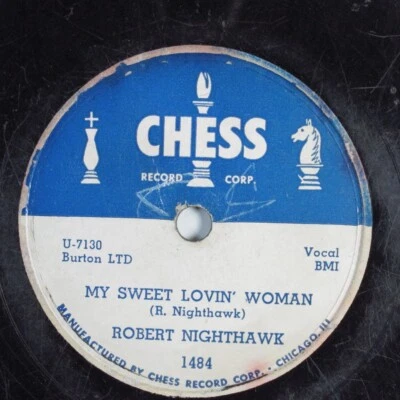 CHESS
RECORD CORP.
U-7130
Burton LTD
Vocal
BMI
MY SWEET LOVIN' WOMAN
(R. Nighthawk)
ROBERT NIGHTHAWK
1484
MANUFACTURED BY CHESS RECORD CORP. · CHICAGO, ILL.